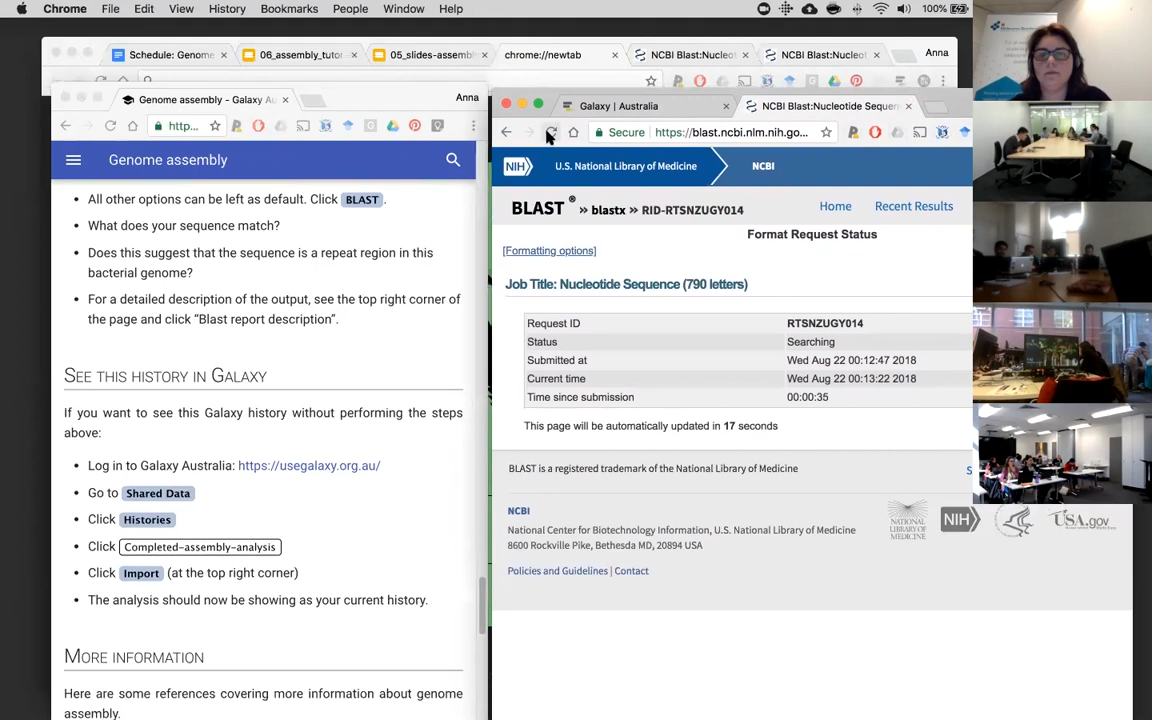 Chrome File Edit View History Bookmarks People Window Help 100%
Schedule: Genome 06_assembly_tutor 05_slides-assemb chrome://newtab NCBI Blast:Nucleot NCBI Blast:Nucleot Anna
Genome assembly - Galaxy Au Anna
http...
Genome assembly
All other options can be left as default. Click BLAST.
What does your sequence match?
Does this suggest that the sequence is a repeat region in this
bacterial genome?
For a detailed description of the output, see the top right corner of
the page and click “Blast report description”.
SEE THIS HISTORY IN GALAXY
If you want to see this Galaxy history without performing the steps
above:
Log in to Galaxy Australia: https://usegalaxy.org.au/
Go to Shared Data
Click Histories
Click Completed-assembly-analysis
Click Import (at the top right corner)
The analysis should now be showing as your current history.
MORE INFORMATION
Here are some references covering more information about genome
assembly.
Galaxy | Australia NCBI Blast:Nucleotide Sequen
Secure https://blast.ncbi.nlm.nih.go...
NIH U.S. National Library of Medicine NCBI
BLAST ® » blastx » RID-RTSNZUGY014 Home Recent Results
Format Request Status
[Formatting options]
Job Title: Nucleotide Sequence (790 letters)
Request ID RTSNZUGY014
Status Searching
Submitted at Wed Aug 22 00:12:47 2018
Current time Wed Aug 22 00:13:22 2018
Time since submission 00:00:35
This page will be automatically updated in 17 seconds
BLAST is a registered trademark of the National Library of Medicine S
NCBI
National Center for Biotechnology Information, U.S. National Library of Medicine
8600 Rockville Pike, Bethesda MD, 20894 USA
Policies and Guidelines | Contact
NATIONAL
LIBRARY OF
MEDICINE
NIH
USA.gov